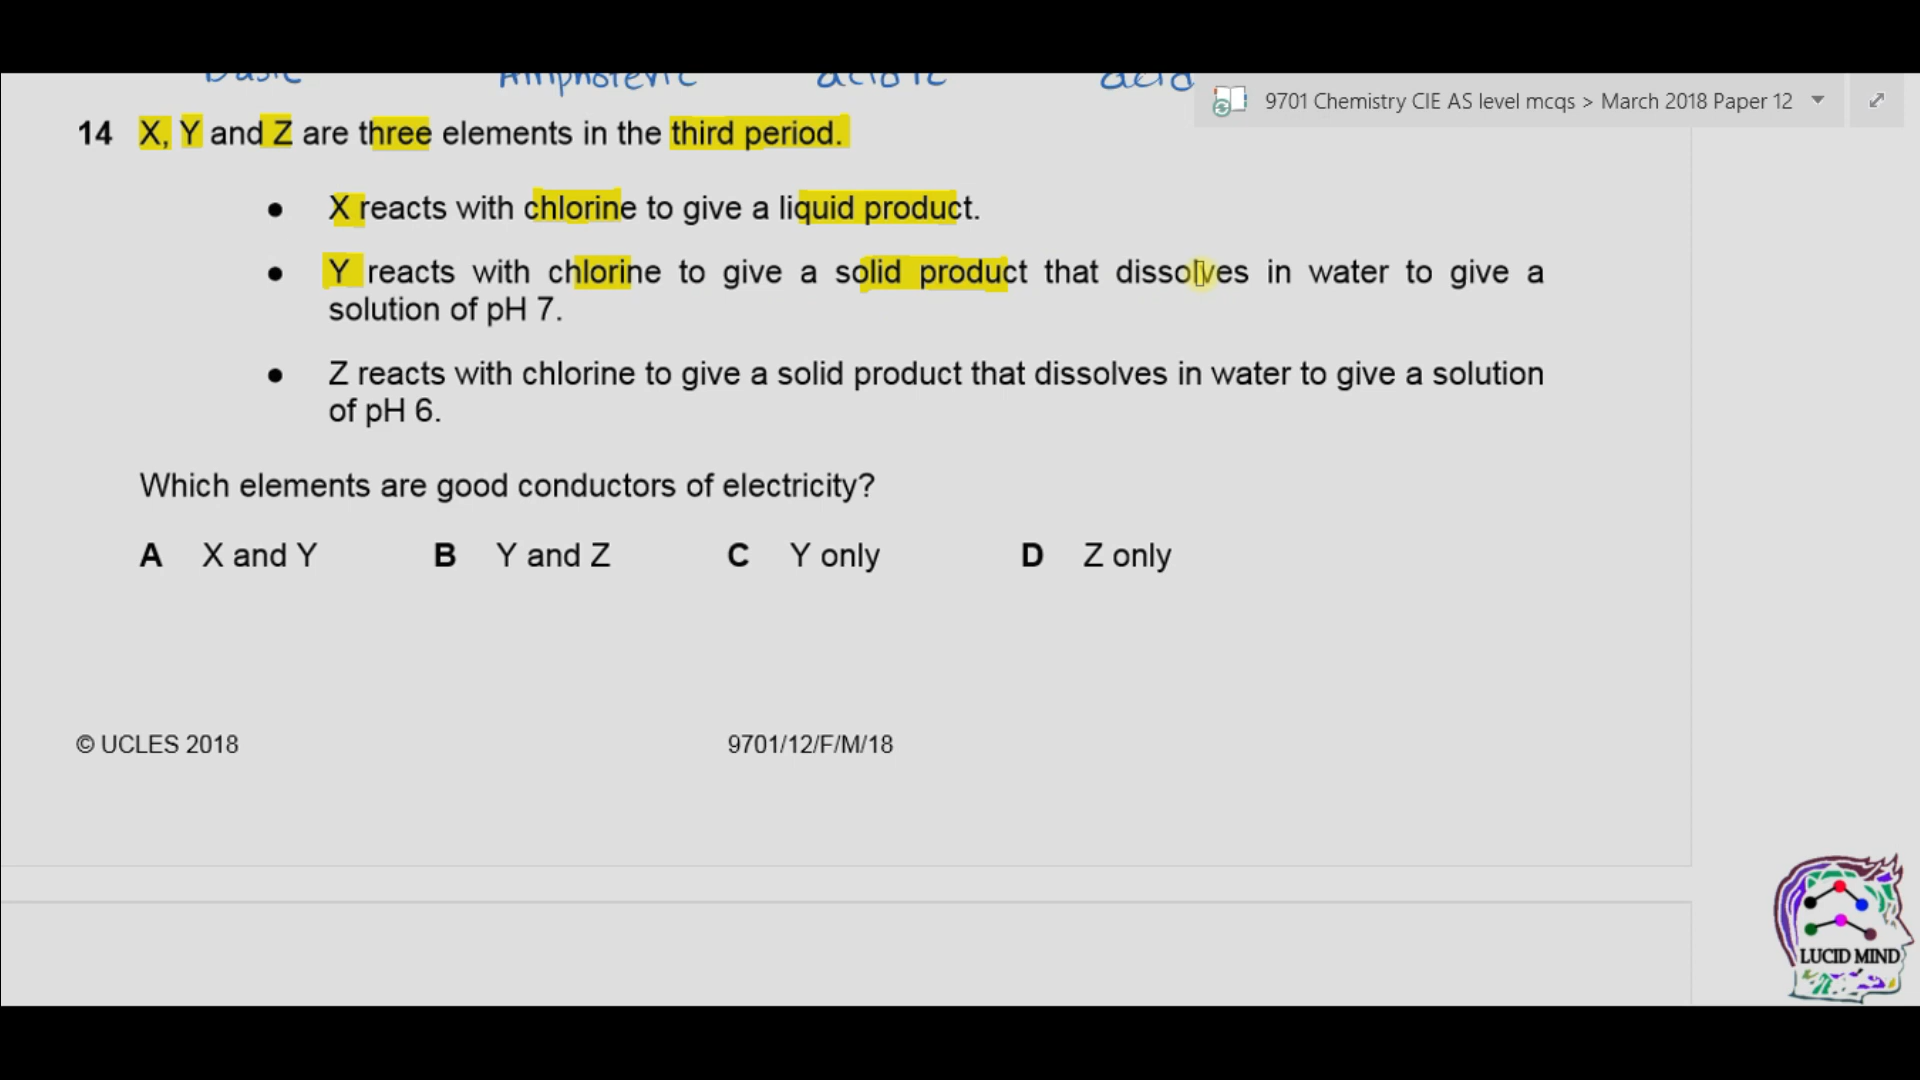 Basic Amphoteric acidic acid
9701 Chemistry CIE AS level mcqs > March 2018 Paper 12
14 X, Y and Z are three elements in the third period.
• X reacts with chlorine to give a liquid product.
• Y reacts with chlorine to give a solid product that dissolves in water to give a
solution of pH 7.
• Z reacts with chlorine to give a solid product that dissolves in water to give a solution
of pH 6.
Which elements are good conductors of electricity?
A X and Y B Y and Z C Y only D Z only
© UCLES 2018 9701/12/F/M/18
LUCID MIND